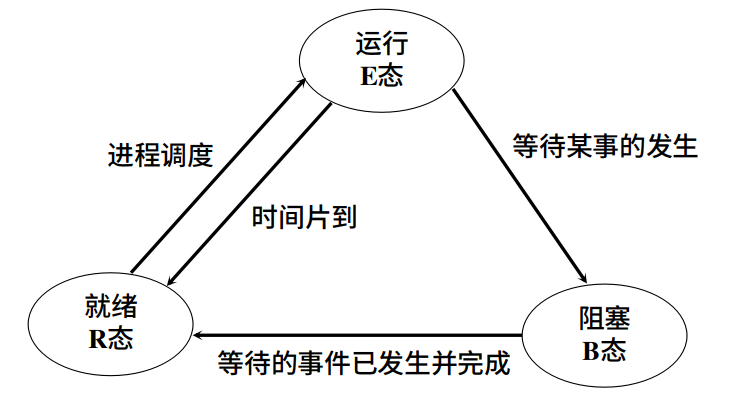 运行
E态
进程调度
等待某事的发生
时间片到
就绪
R态
阻塞
B态
等待的事件已发生并完成